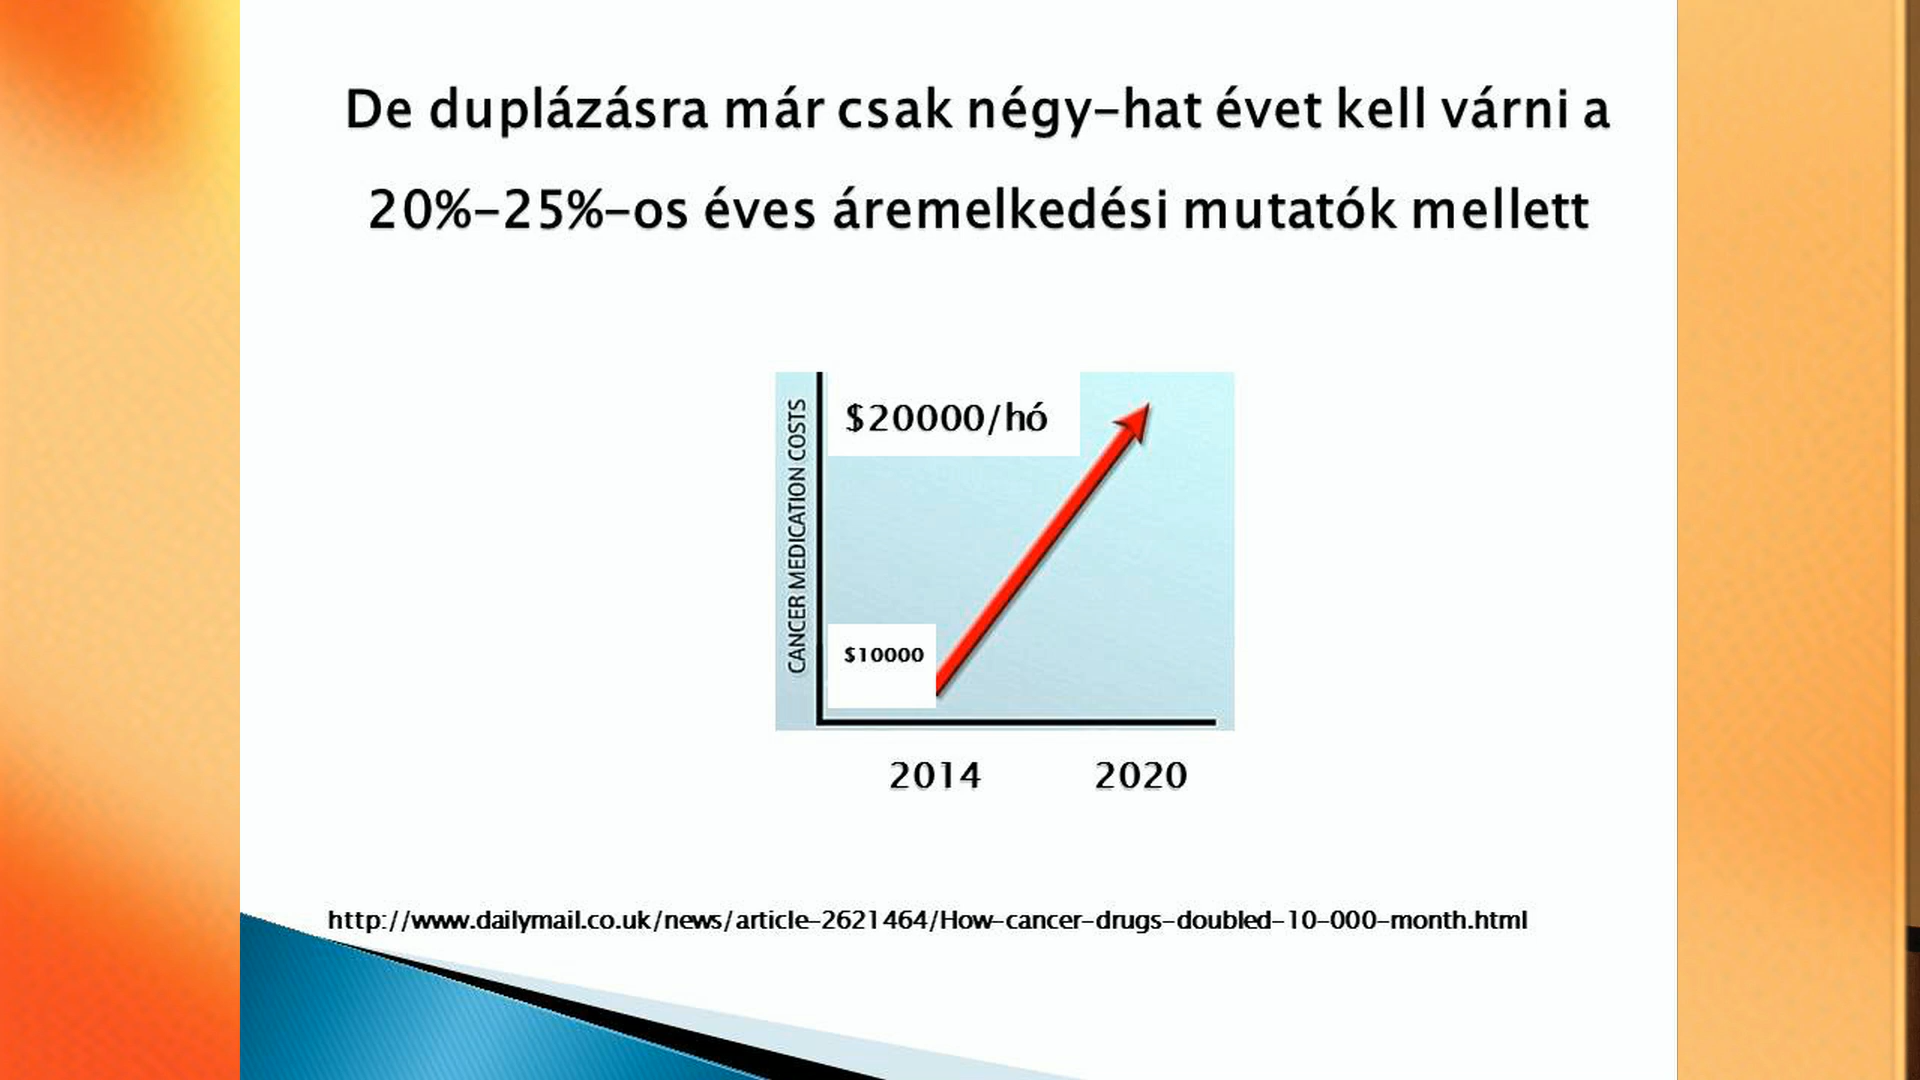 De duplázásra már csak négy-hat évet kell várni a
20%-25%-os éves áremelkedési mutatók mellett
CANCER MEDICATION COSTS
$20000/hó
$10000
2014 2020
http://www.dailymail.co.uk/news/article-2621464/How-cancer-drugs-doubled-10-000-month.html